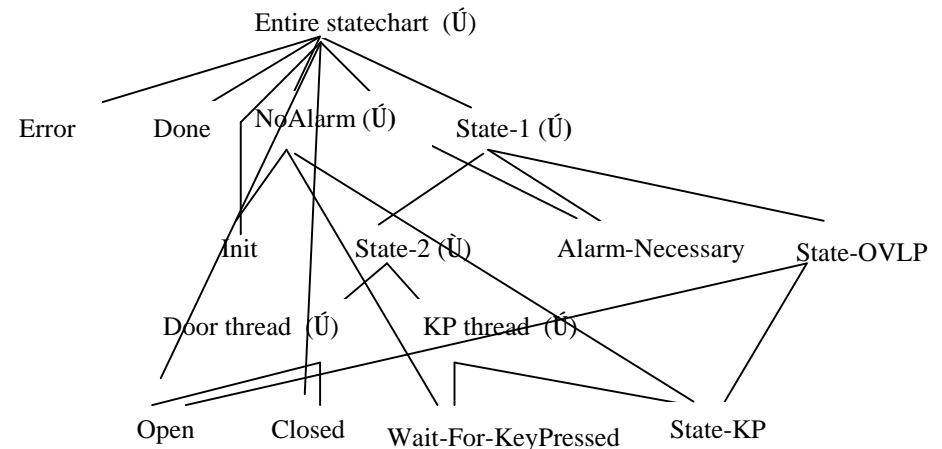 Entire statechart (Ú)
Error
Done
NoAlarm (Ú)
State-1 (Ú)
Init
State-2 (Ù)
Alarm-Necessary
State-OVLP
Door thread (Ú)
KP thread (Ú)
Open
Closed
Wait-For-KeyPressed
State-KP